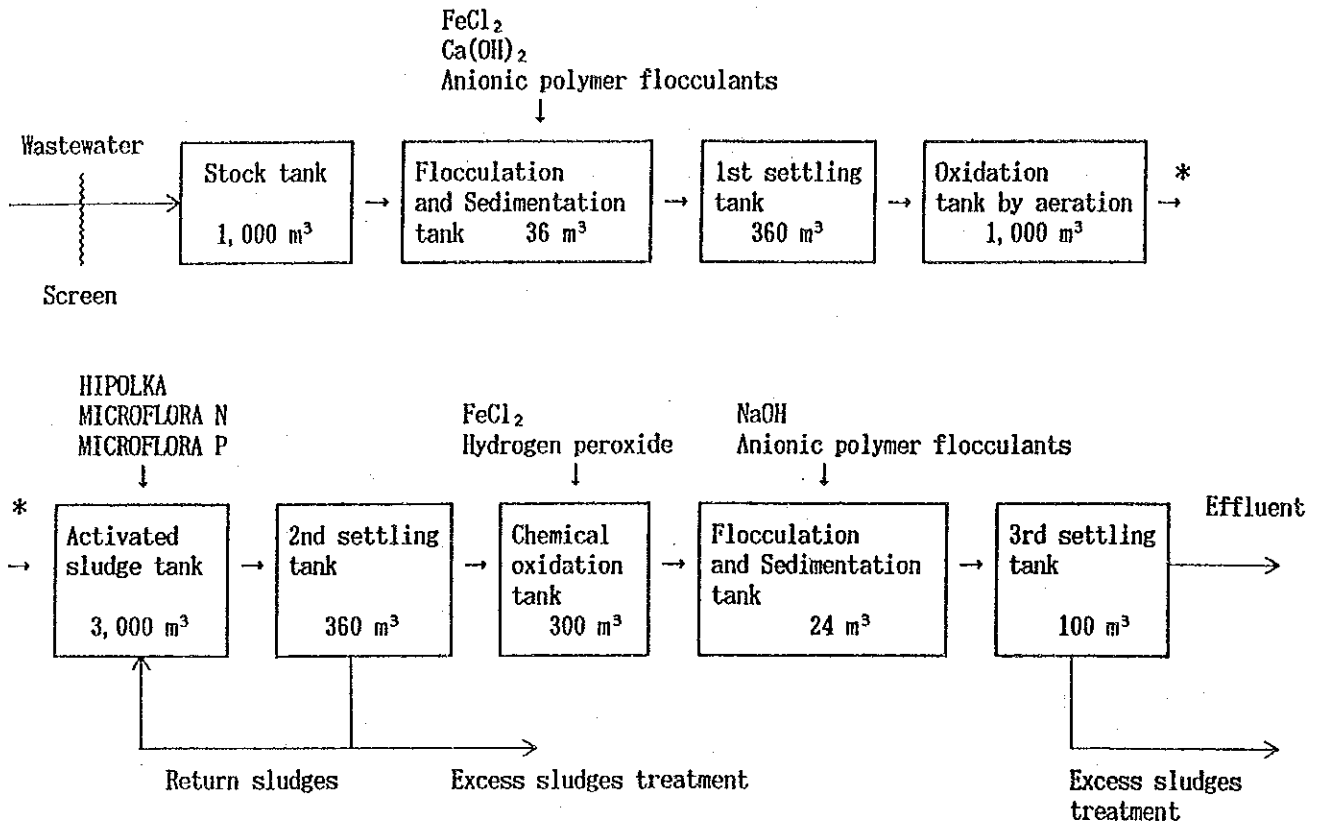 FeCl₂
Ca(OH)₂
Anionic polymer flocculants
Wastewater
Screen
Stock tank
1,000 m³
Flocculation
and Sedimentation
tank 36 m³
1st settling
tank
360 m³
Oxidation
tank by aeration
1,000 m³
*
HIPOLKA
MICROFLORA N
MICROFLORA P
FeCl₂
Hydrogen peroxide
NaOH
Anionic polymer flocculants
*
Activated
sludge tank
3,000 m³
2nd settling
tank
360 m³
Chemical
oxidation
tank
300 m³
Flocculation
and Sedimentation
tank
24 m³
3rd settling
tank
100 m³
Effluent
Return sludges
Excess sludges treatment
Excess sludges
treatment